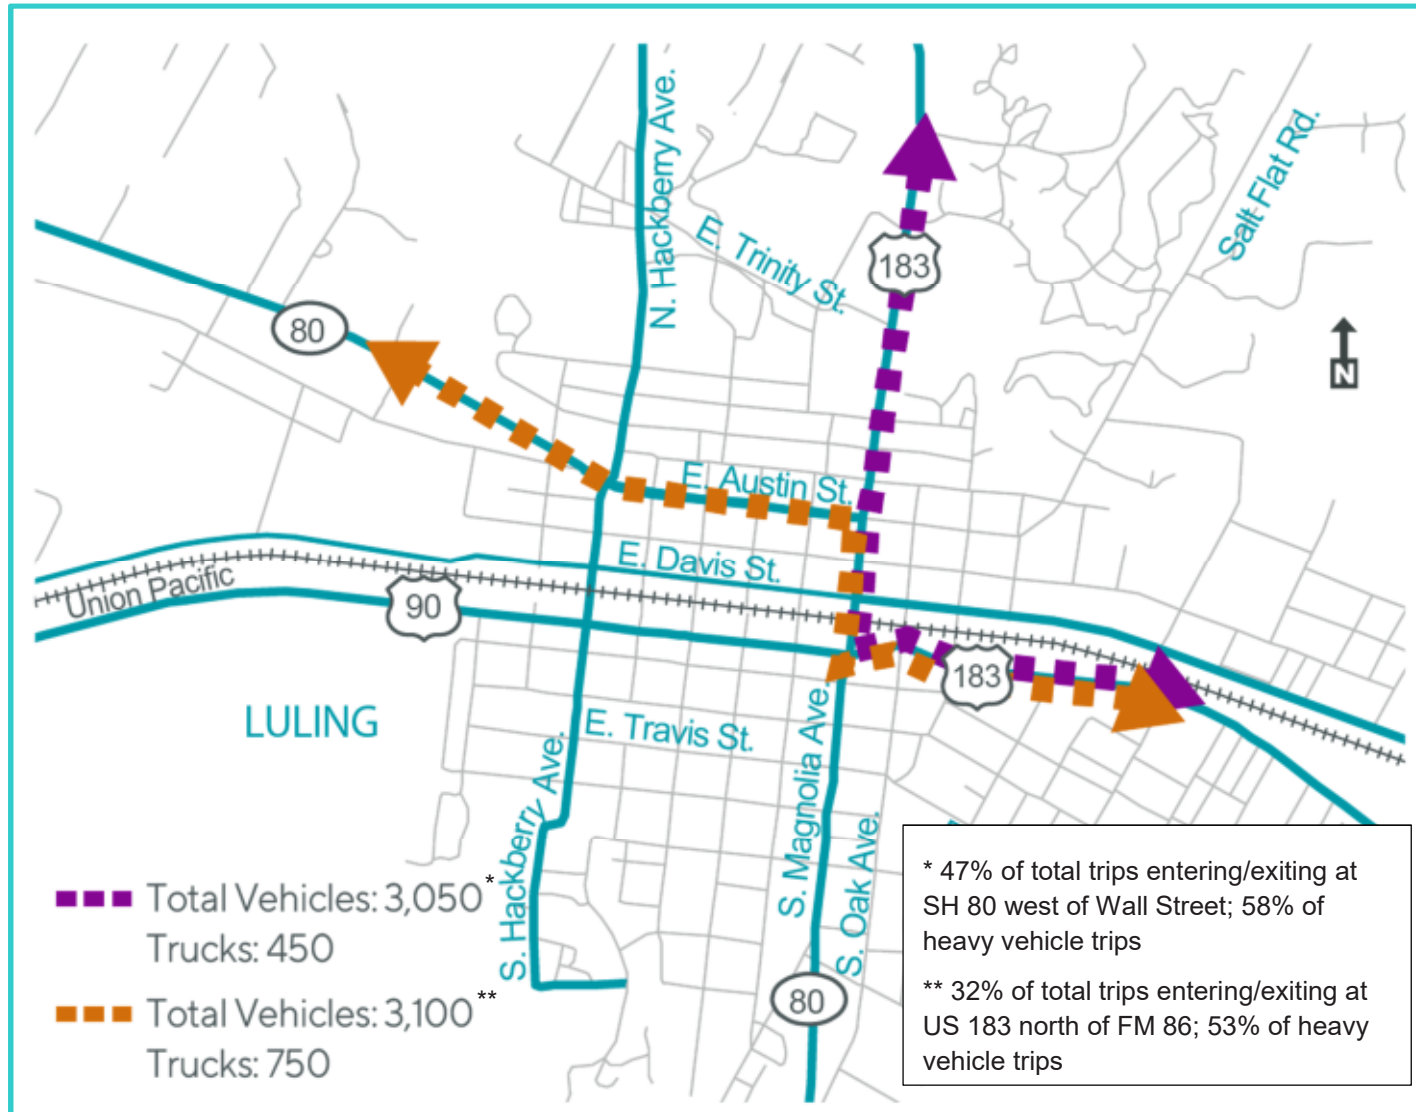 N. Hackberry Ave.
Salt Flat Rd.
E. Trinity St.
183
80
N
E. Austin St.
E. Davis St.
Union Pacific
90
183
LULING
E. Travis St.
S. Magnolia Ave.
S. Hackberry Ave.
S. Oak Ave.
80
Total Vehicles: 3,050*
Trucks: 450
Total Vehicles: 3,100**
Trucks: 750
* 47% of total trips entering/exiting at
SH 80 west of Wall Street; 58% of
heavy vehicle trips
** 32% of total trips entering/exiting at
US 183 north of FM 86; 53% of heavy
vehicle trips